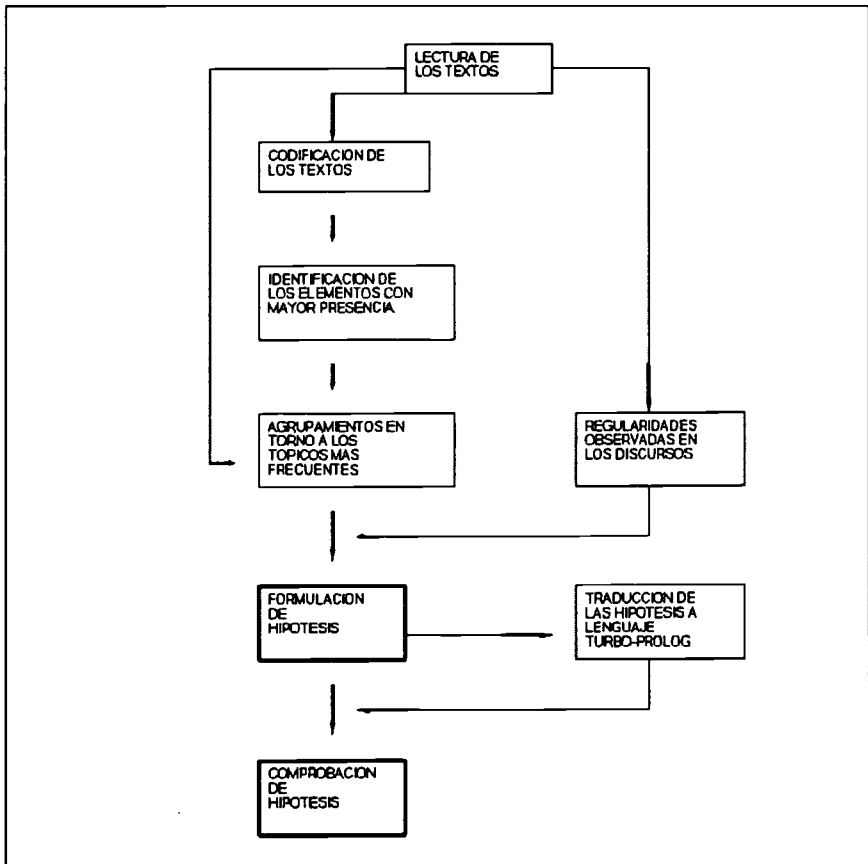 LECTURA DE
LOS TEXTOS
CODIFICACION DE
LOS TEXTOS
IDENTIFICACION DE
LOS ELEMENTOS CON
MAYOR PRESENCIA
AGRUPAMIENTOS EN
TORNO A LOS
TOPICOS MAS
FRECUENTES
REGULARIDADES
OBSERVADAS EN
LOS DISCURSOS
FORMULACION
DE
HIPOTESIS
TRADUCCION DE
LAS HIPOTESIS A
LENGUAJE
TURBO-PROLOG
COMPROBACION
DE
HIPOTESIS